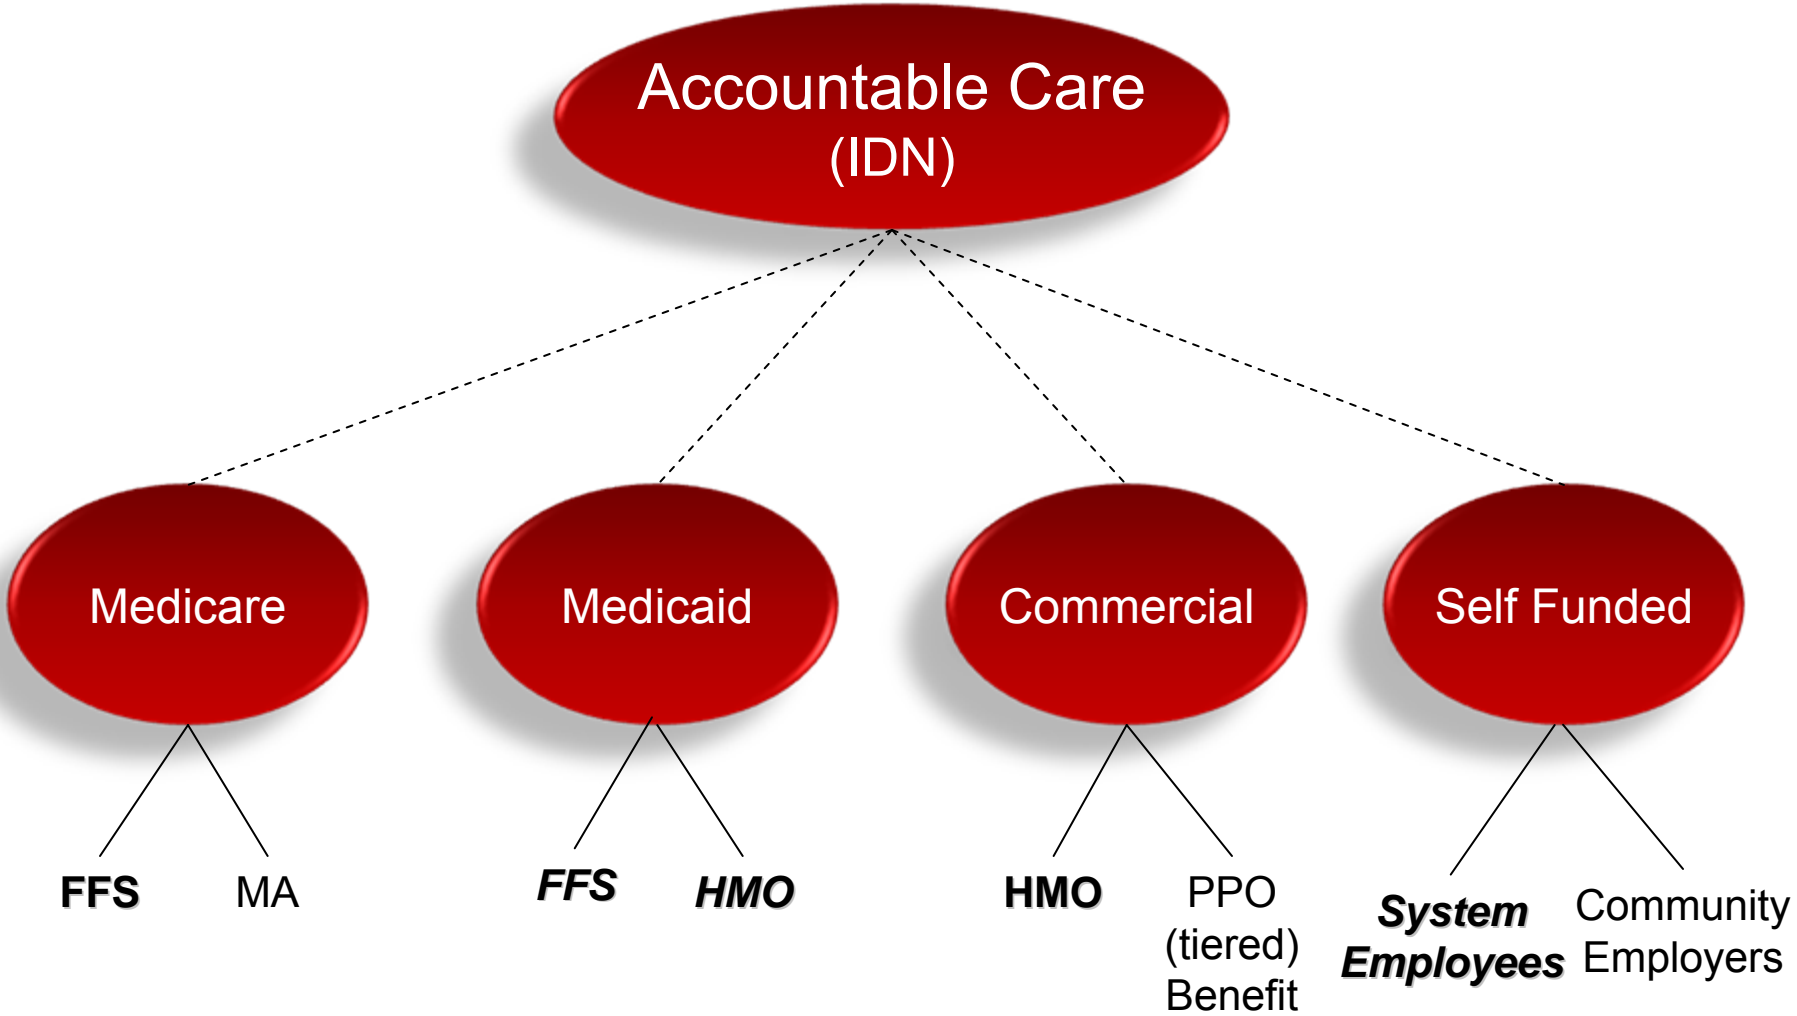 Accountable Care
(IDN)
Medicare
Medicaid
Commercial
Self Funded
FFS
MA
FFS
HMO
HMO
PPO
(tiered)
Benefit
System
Employees
Community
Employers